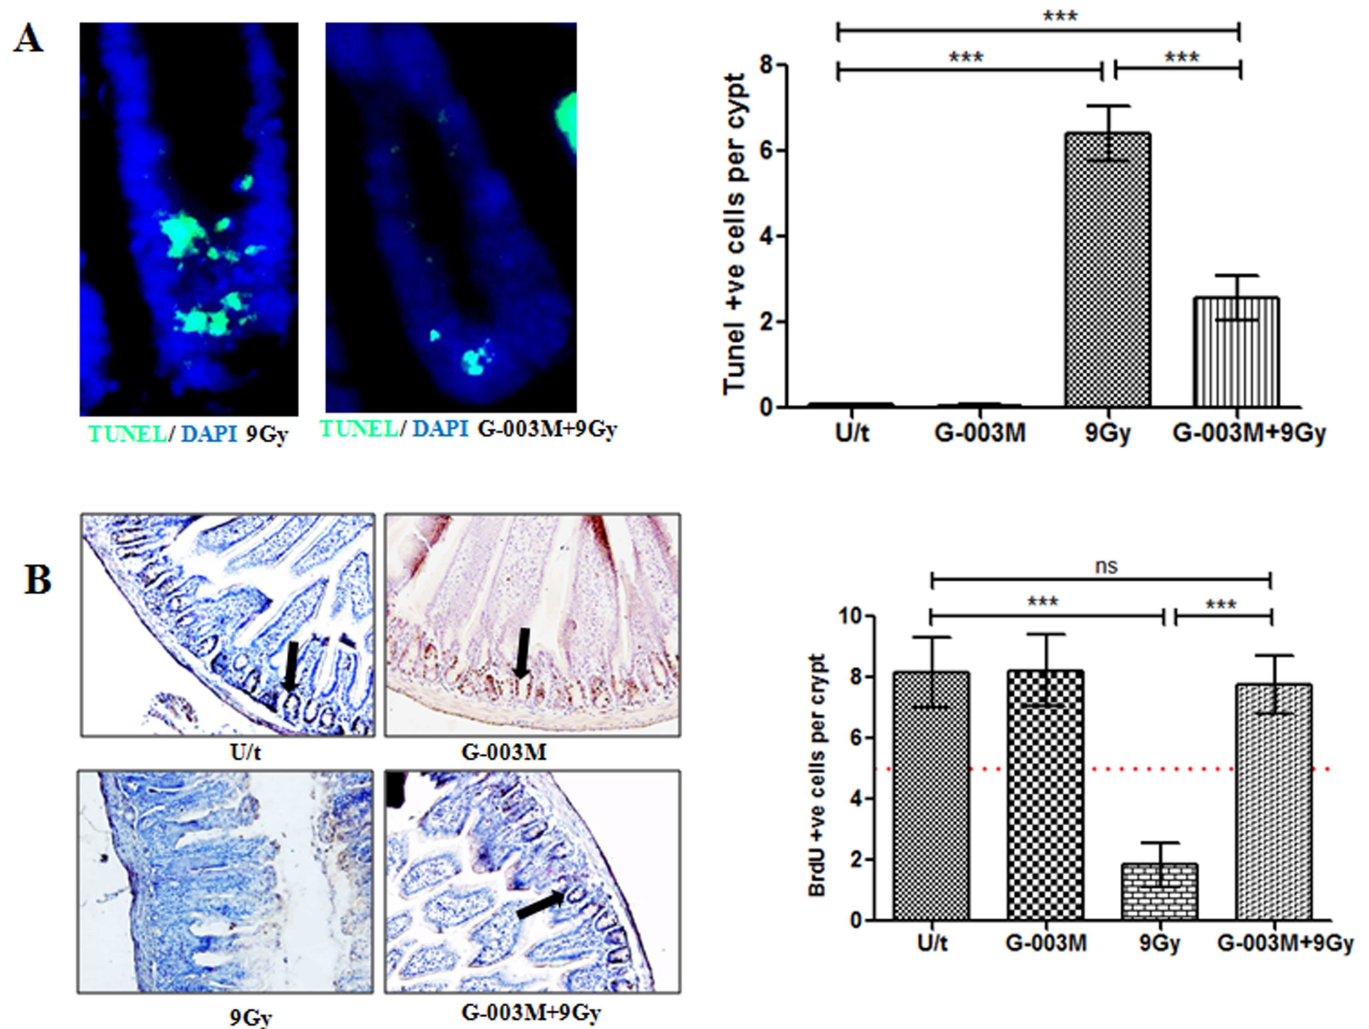 A
TUNEL/ DAPI 9Gy
TUNEL/ DAPI G-003M+9Gy
***
*** ***
Tunel +ve cells per cypt
8
6
4
2
0
U/t G-003M 9Gy G-003M+9Gy
B
U/t
G-003M
9Gy
G-003M+9Gy
ns
*** ***
BrdU +ve cells per crypt
10
8
6
4
2
0
U/t G-003M 9Gy G-003M+9Gy